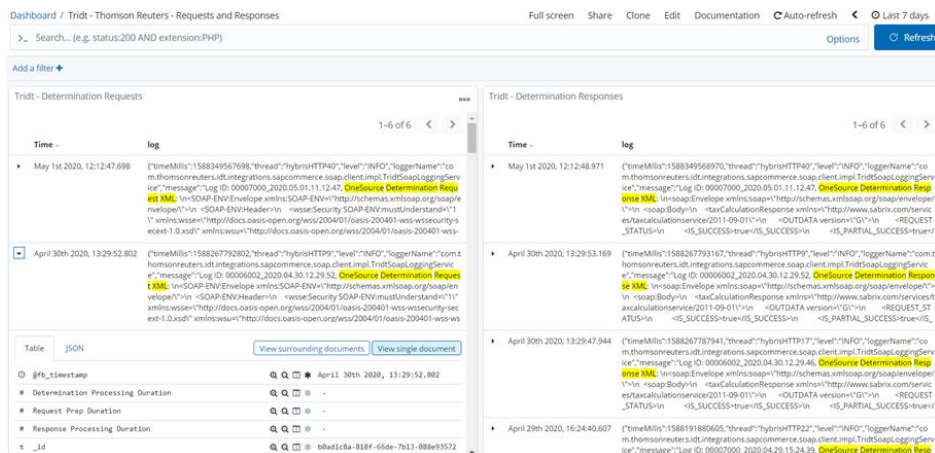 Dashboard / Tridt - Thomson Reuters - Requests and Responses
Full screen Share Clone Edit Documentation Auto-refresh Last 7 days
>_ Search... (e.g. status:200 AND extension:PHP)
Options Refresh
Add a filter +
Tridt - Determination Requests
1–6 of 6
Time log
May 1st 2020, 12:12:47.698 {"timeMillis":1588349567698,"thread":"hybrisHTTP40","level":"INFO","loggerName":"co
m.thomsonreuters.idt.integrations.sapcommerce.soap.client.impl.TridtSoapLoggingServ
ice","message":"Log ID: 00007000_2020.05.01.11.12.47, OneSource Determination Requ
est XML: \n<SOAP-ENV:Envelope xmlns:SOAP-ENV=\"http://schemas.xmlsoap.org/soap/e
nvelope/\">\n <SOAP-ENV:Header>\n <wsse:Security SOAP-ENV:mustUnderstand=\"1
\" xmlns:wsse=\"http://docs.oasis-open.org/wss/2004/01/oasis-200401-wss-wssecurity-s
ecext-1.0.xsd\" xmlns:wsu=\"http://docs.oasis-open.org/wss/2004/01/oasis-200401-wss-
April 30th 2020, 13:29:52.802 {"timeMillis":1588267792802,"thread":"hybrisHTTP9","level":"INFO","loggerName":"com.t
homsonreuters.idt.integrations.sapcommerce.soap.client.impl.TridtSoapLoggingServic
e","message":"Log ID: 00006002_2020.04.30.12.29.52, OneSource Determination Reques
t XML: \n<SOAP-ENV:Envelope xmlns:SOAP-ENV=\"http://schemas.xmlsoap.org/soap/en
velope/\">\n <SOAP-ENV:Header>\n <wsse:Security SOAP-ENV:mustUnderstand=\"1\"
xmlns:wsse=\"http://docs.oasis-open.org/wss/2004/01/oasis-200401-wss-wssecurity-sec
ext-1.0.xsd\" xmlns:wsu=\"http://docs.oasis-open.org/wss/2004/01/oasis-200401-wss-ws
Table JSON View surrounding documents View single document
@fb_timestamp April 30th 2020, 13:29:52.802
# Determination Processing Duration -
# Request Prep Duration -
# Response Processing Duration -
t _id b0ad1c8a-818f-66de-7b13-088e93572
Tridt - Determination Responses
1–6 of 6
Time log
May 1st 2020, 12:12:48.971 {"timeMillis":1588349568970,"thread":"hybrisHTTP40","level":"INFO","loggerName":"co
m.thomsonreuters.idt.integrations.sapcommerce.soap.client.impl.TridtSoapLoggingServ
ice","message":"Log ID: 00007000_2020.05.01.11.12.47, OneSource Determination Resp
onse XML: \n<soap:Envelope xmlns:soap=\"http://schemas.xmlsoap.org/soap/envelope/
\">\n <soap:Body>\n <taxCalculationResponse xmlns=\"http://www.sabrix.com/servic
es/taxcalculationservice/2011-09-01\">\n <OUTDATA version=\"G\">\n <REQUEST
_STATUS>\n <IS_SUCCESS>true</IS_SUCCESS>\n <IS_PARTIAL_SUCCESS>true</I
April 30th 2020, 13:29:53.169 {"timeMillis":1588267793167,"thread":"hybrisHTTP9","level":"INFO","loggerName":"com.t
homsonreuters.idt.integrations.sapcommerce.soap.client.impl.TridtSoapLoggingServic
e","message":"Log ID: 00006002_2020.04.30.12.29.52, OneSource Determination Respon
se XML: \n<soap:Envelope xmlns:soap=\"http://schemas.xmlsoap.org/soap/envelope/\">
\n <soap:Body>\n <taxCalculationResponse xmlns=\"http://www.sabrix.com/services/t
axcalculationservice/2011-09-01\">\n <OUTDATA version=\"G\">\n <REQUEST_ST
ATUS>\n <IS_SUCCESS>true</IS_SUCCESS>\n <IS_PARTIAL_SUCCESS>true</IS_
April 30th 2020, 13:29:47.944 {"timeMillis":1588267787941,"thread":"hybrisHTTP17","level":"INFO","loggerName":"co
m.thomsonreuters.idt.integrations.sapcommerce.soap.client.impl.TridtSoapLoggingServ
ice","message":"Log ID: 00006000_2020.04.30.12.29.46, OneSource Determination Resp
onse XML: \n<soap:Envelope xmlns:soap=\"http://schemas.xmlsoap.org/soap/envelope/
\">\n <soap:Body>\n <taxCalculationResponse xmlns=\"http://www.sabrix.com/servic
es/taxcalculationservice/2011-09-01\">\n <OUTDATA version=\"G\">\n <REQUEST
_STATUS>\n <IS_SUCCESS>true</IS_SUCCESS>\n <IS_PARTIAL_SUCCESS>true</I
April 29th 2020, 16:24:40.607 {"timeMillis":1588191880605,"thread":"hybrisHTTP22","level":"INFO","loggerName":"co
m.thomsonreuters.idt.integrations.sapcommerce.soap.client.impl.TridtSoapLoggingServ
ice","message":"Log ID: 00007000_2020.04.29.15.24.39, OneSource Determination Resp